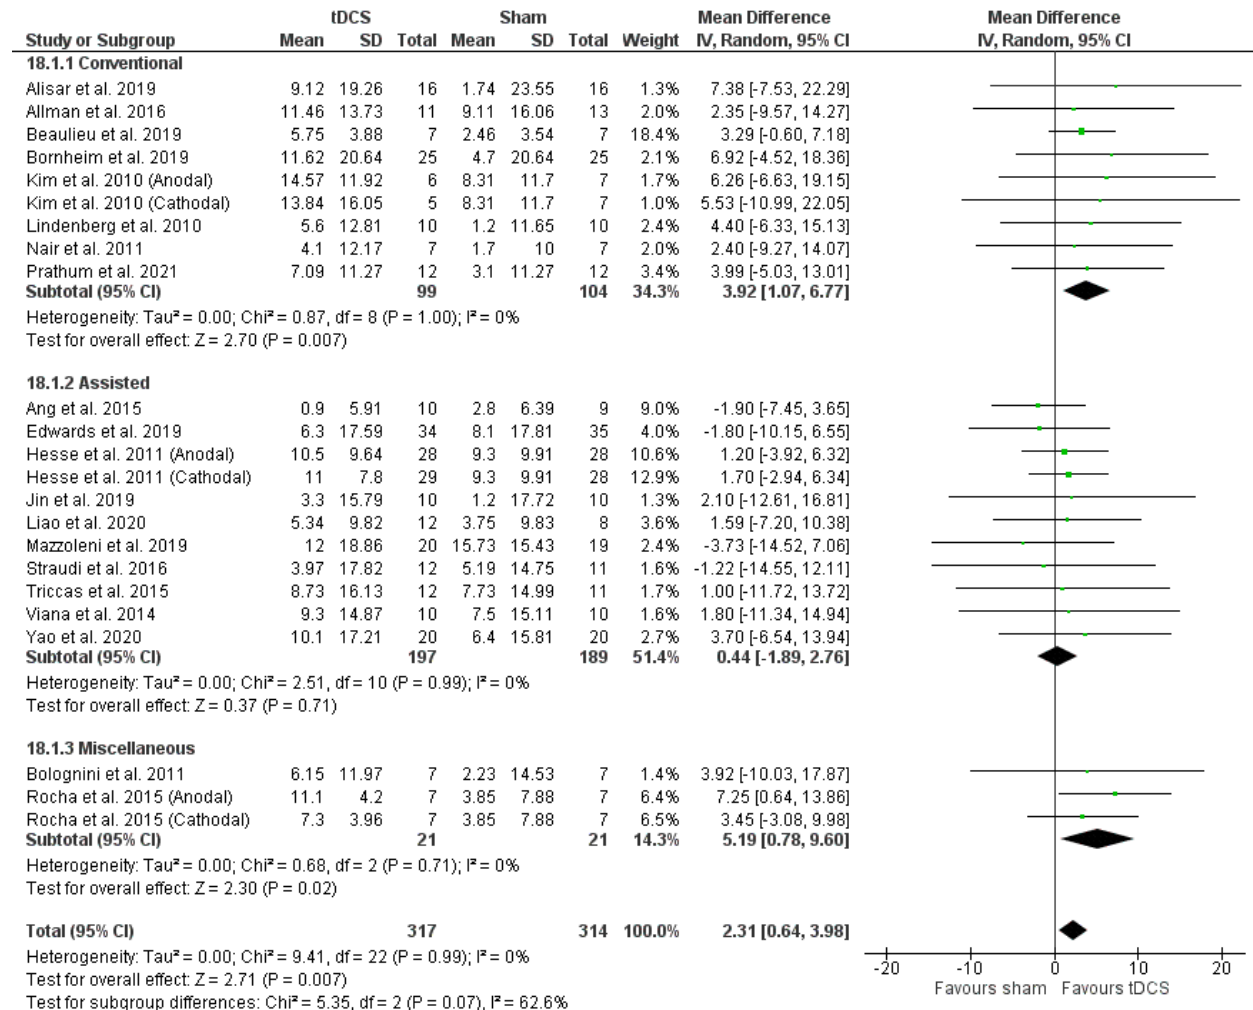 tDCS Sham Mean Difference Mean Difference
Study or Subgroup Mean SD Total Mean SD Total Weight IV, Random, 95% CI IV, Random, 95% CI
18.1.1 Conventional
Alisar et al. 2019 9.12 19.26 16 1.74 23.55 16 1.3% 7.38 [-7.53, 22.29]
Allman et al. 2016 11.46 13.73 11 9.11 16.06 13 2.0% 2.35 [-9.57, 14.27]
Beaulieu et al. 2019 5.75 3.88 7 2.46 3.54 7 18.4% 3.29 [-0.60, 7.18]
Bornheim et al. 2019 11.62 20.64 25 4.7 20.64 25 2.1% 6.92 [-4.52, 18.36]
Kim et al. 2010 (Anodal) 14.57 11.92 6 8.31 11.7 7 1.7% 6.26 [-6.63, 19.15]
Kim et al. 2010 (Cathodal) 13.84 16.05 5 8.31 11.7 7 1.0% 5.53 [-10.99, 22.05]
Lindenberg et al. 2010 5.6 12.81 10 1.2 11.65 10 2.4% 4.40 [-6.33, 15.13]
Nair et al. 2011 4.1 12.17 7 1.7 10 7 2.0% 2.40 [-9.27, 14.07]
Prathum et al. 2021 7.09 11.27 12 3.1 11.27 12 3.4% 3.99 [-5.03, 13.01]
Subtotal (95% CI) 99 104 34.3% 3.92 [1.07, 6.77]
Heterogeneity: Tau² = 0.00; Chi² = 0.87, df = 8 (P = 1.00); I² = 0%
Test for overall effect: Z = 2.70 (P = 0.007)
18.1.2 Assisted
Ang et al. 2015 0.9 5.91 10 2.8 6.39 9 9.0% -1.90 [-7.45, 3.65]
Edwards et al. 2019 6.3 17.59 34 8.1 17.81 35 4.0% -1.80 [-10.15, 6.55]
Hesse et al. 2011 (Anodal) 10.5 9.64 28 9.3 9.91 28 10.6% 1.20 [-3.92, 6.32]
Hesse et al. 2011 (Cathodal) 11 7.8 29 9.3 9.91 28 12.9% 1.70 [-2.94, 6.34]
Jin et al. 2019 3.3 15.79 10 1.2 17.72 10 1.3% 2.10 [-12.61, 16.81]
Liao et al. 2020 5.34 9.82 12 3.75 9.83 8 3.6% 1.59 [-7.20, 10.38]
Mazzoleni et al. 2019 12 18.86 20 15.73 15.43 19 2.4% -3.73 [-14.52, 7.06]
Straudi et al. 2016 3.97 17.82 12 5.19 14.75 11 1.6% -1.22 [-14.55, 12.11]
Triccas et al. 2015 8.73 16.13 12 7.73 14.99 11 1.7% 1.00 [-11.72, 13.72]
Viana et al. 2014 9.3 14.87 10 7.5 15.11 10 1.6% 1.80 [-11.34, 14.94]
Yao et al. 2020 10.1 17.21 20 6.4 15.81 20 2.7% 3.70 [-6.54, 13.94]
Subtotal (95% CI) 197 189 51.4% 0.44 [-1.89, 2.76]
Heterogeneity: Tau² = 0.00; Chi² = 2.51, df = 10 (P = 0.99); I² = 0%
Test for overall effect: Z = 0.37 (P = 0.71)
18.1.3 Miscellaneous
Bolognini et al. 2011 6.15 11.97 7 2.23 14.53 7 1.4% 3.92 [-10.03, 17.87]
Rocha et al. 2015 (Anodal) 11.1 4.2 7 3.85 7.88 7 6.4% 7.25 [0.64, 13.86]
Rocha et al. 2015 (Cathodal) 7.3 3.96 7 3.85 7.88 7 6.5% 3.45 [-3.08, 9.98]
Subtotal (95% CI) 21 21 14.3% 5.19 [0.78, 9.60]
Heterogeneity: Tau² = 0.00; Chi² = 0.68, df = 2 (P = 0.71); I² = 0%
Test for overall effect: Z = 2.30 (P = 0.02)
Total (95% CI) 317 314 100.0% 2.31 [0.64, 3.98]
Heterogeneity: Tau² = 0.00; Chi² = 9.41, df = 22 (P = 0.99); I² = 0%
Test for overall effect: Z = 2.71 (P = 0.007)
Test for subgroup differences: Chi² = 5.35, df = 2 (P = 0.07), I² = 62.6%
-20 -10 0 10 20
Favours sham Favours tDCS